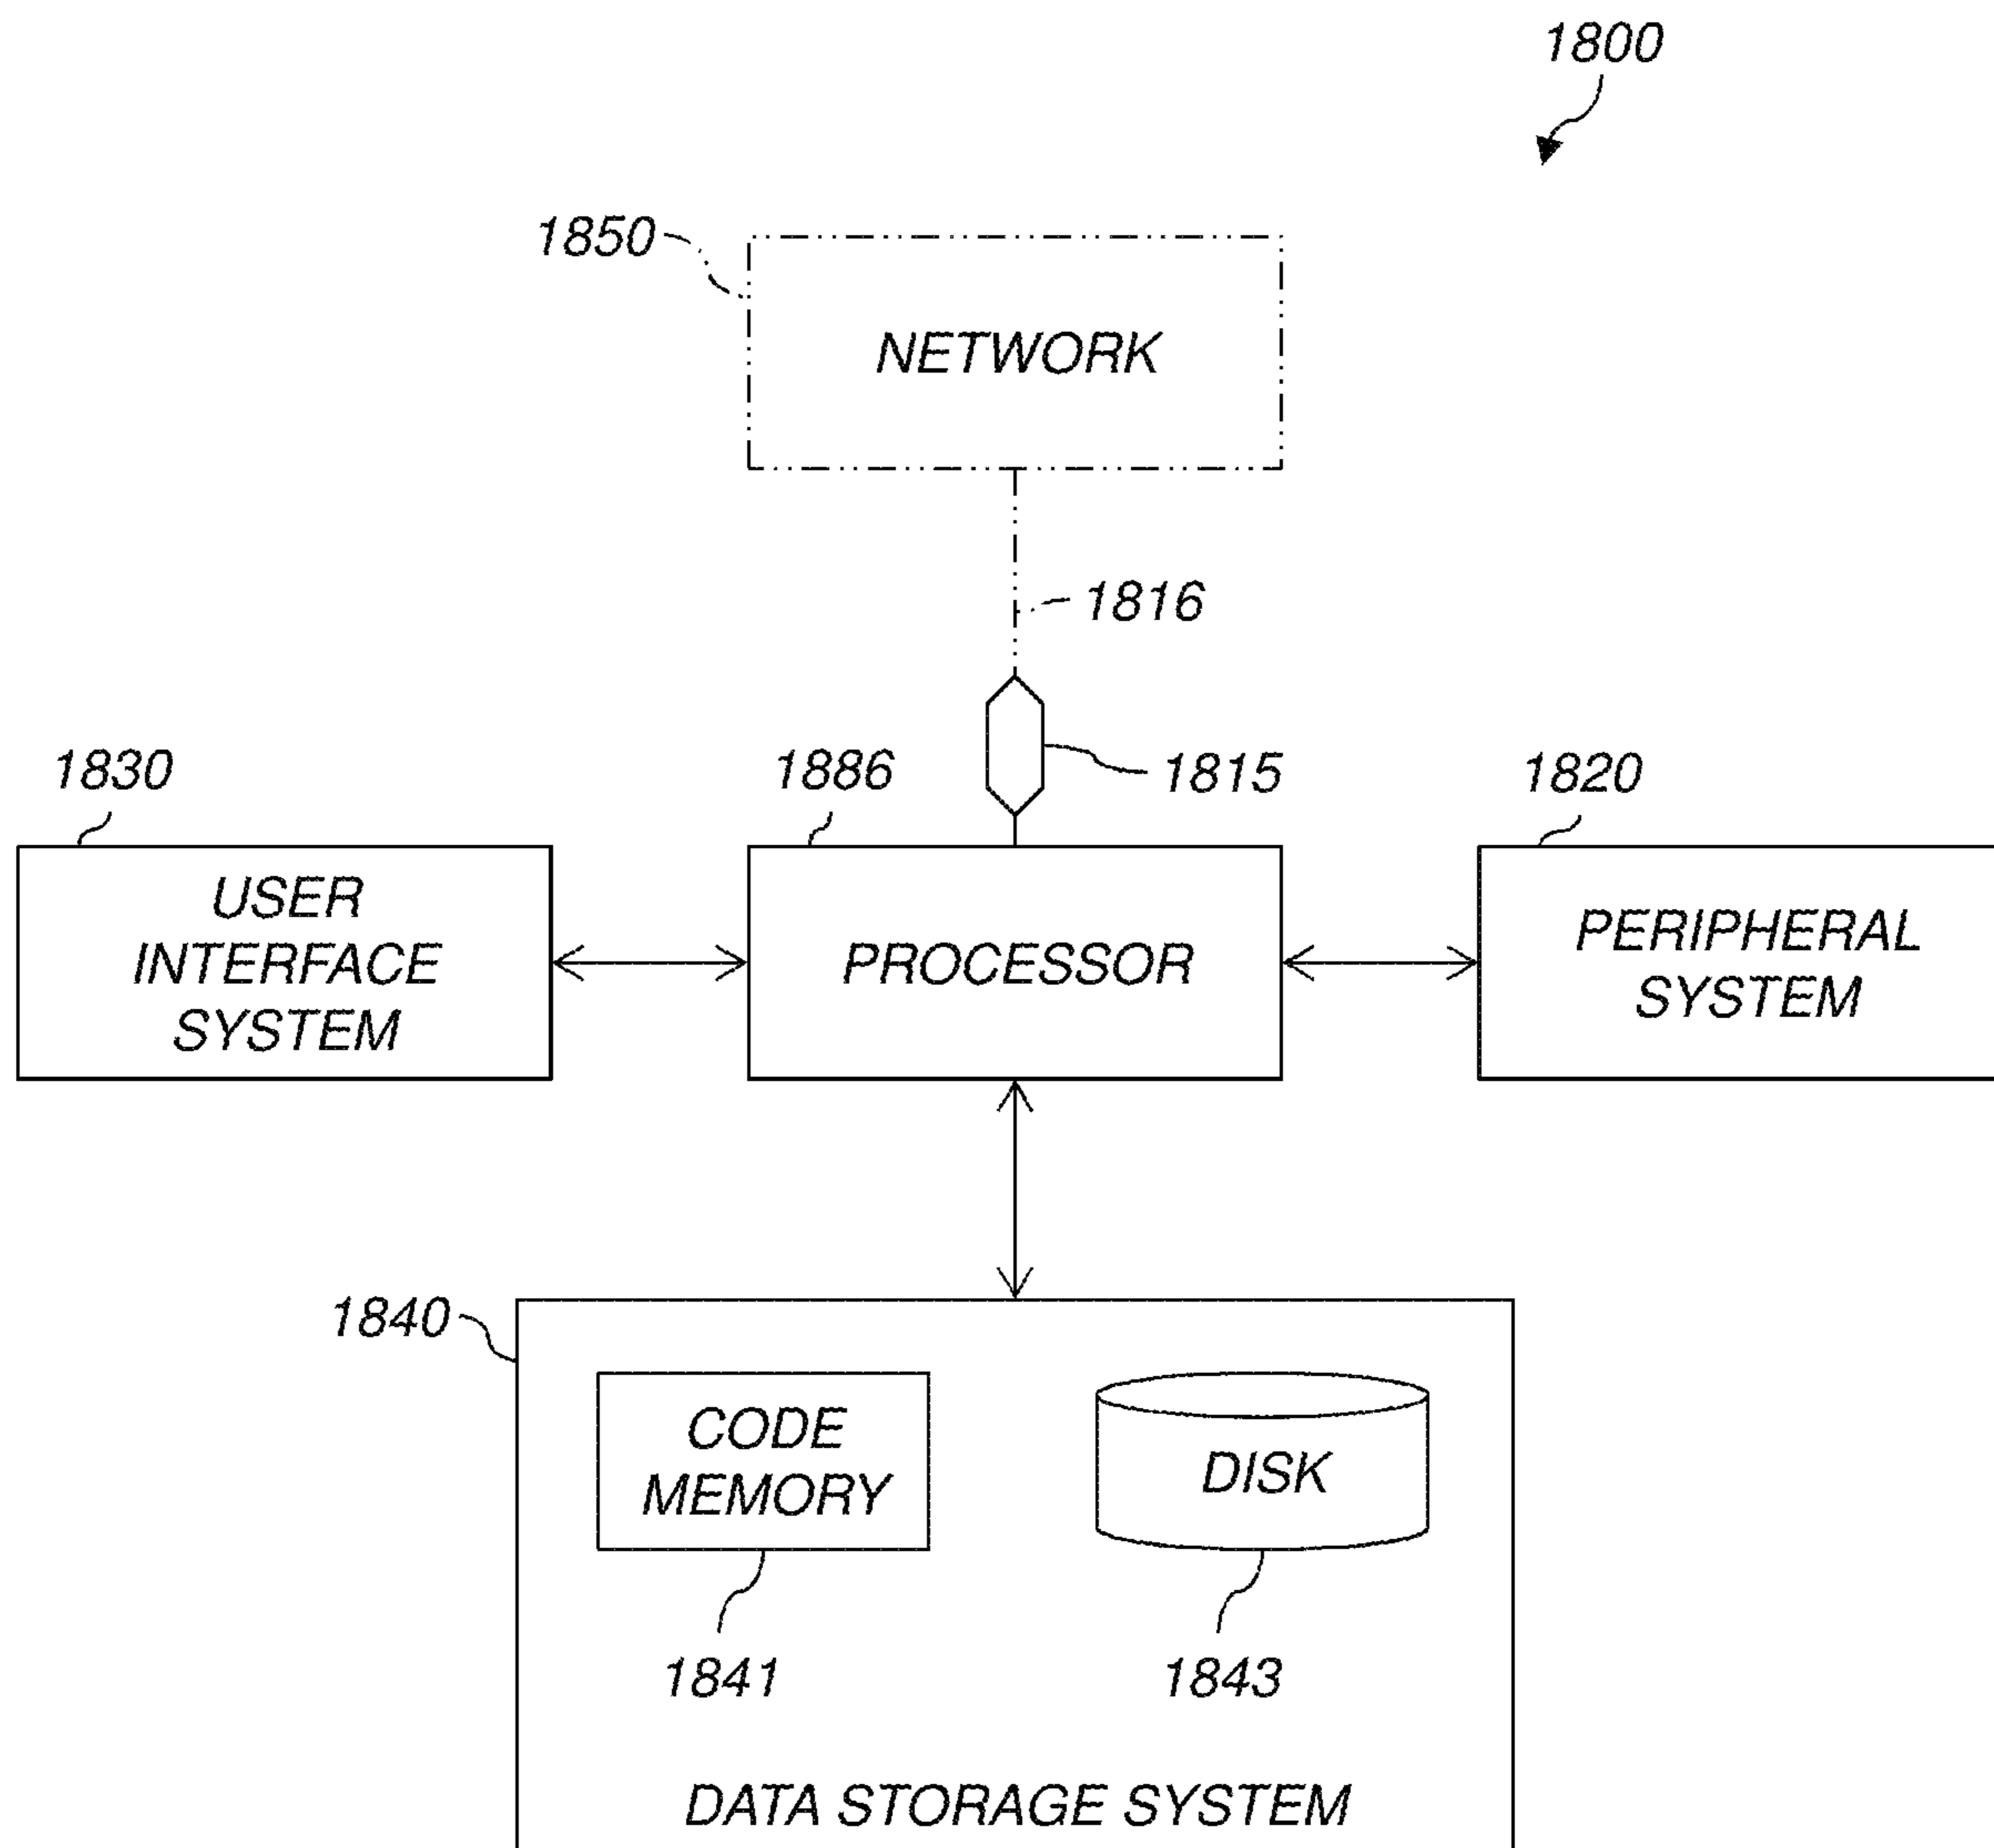 1800
1850
NETWORK
1816
1830
1886
1815
1820
USER
INTERFACE
SYSTEM
PROCESSOR
PERIPHERAL
SYSTEM
1840
CODE
MEMORY
DISK
1841
1843
DATA STORAGE SYSTEM